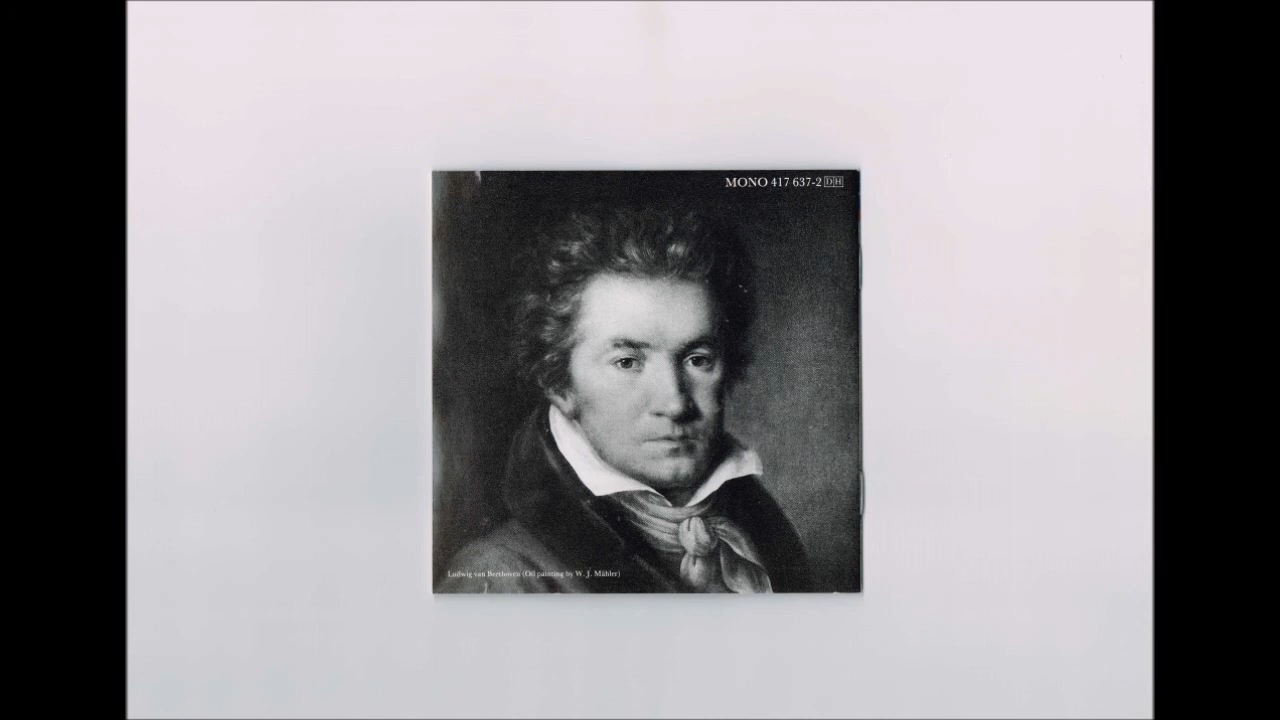 MONO 417 637-2 DH
Ludwig van Beethoven (Oil painting by W. J. Mähler)